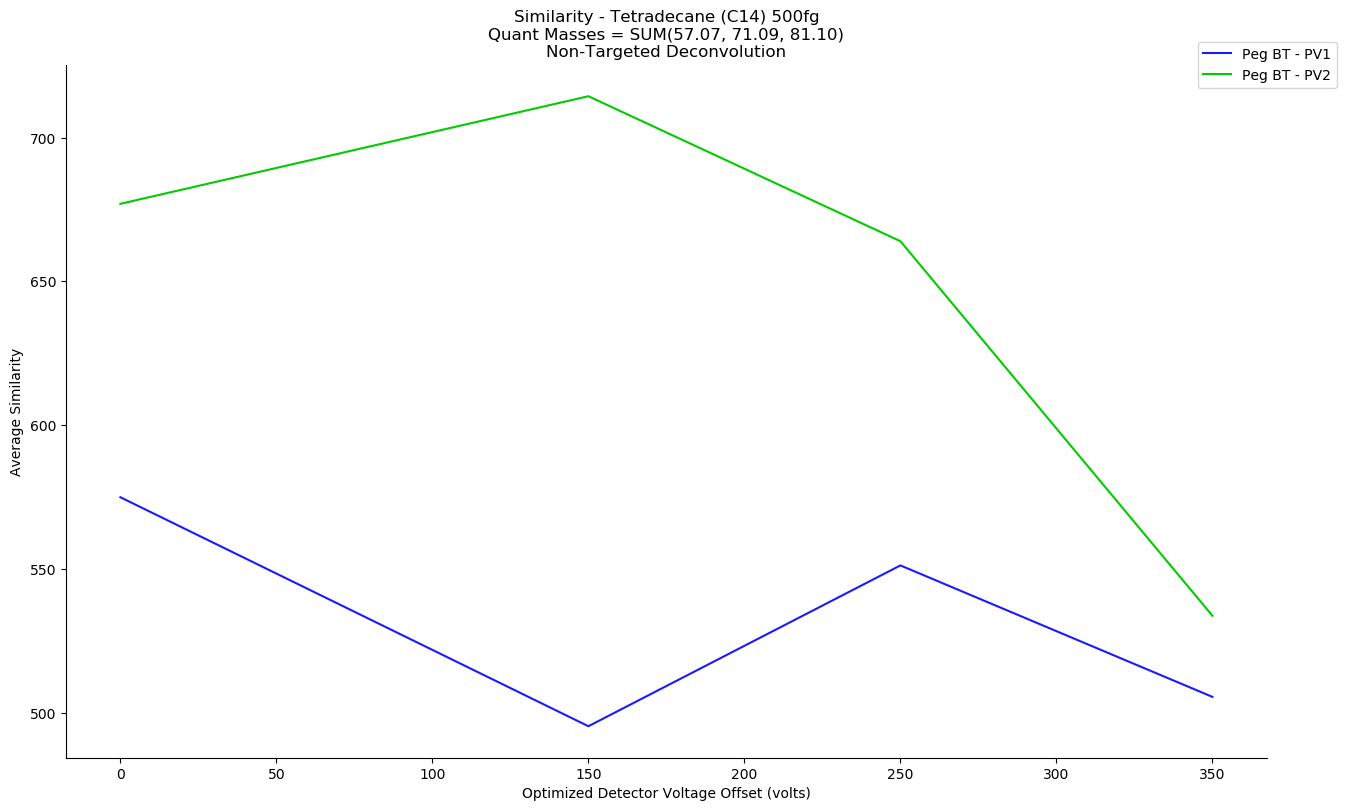 Similarity - Tetradecane (C14) 500fg
Quant Masses = SUM(57.07, 71.09, 81.10)
Non-Targeted Deconvolution
Peg BT - PV1
Peg BT - PV2
700
650
600
550
500
Average Similarity
0 50 100 150 200 250 300 350
Optimized Detector Voltage Offset (volts)